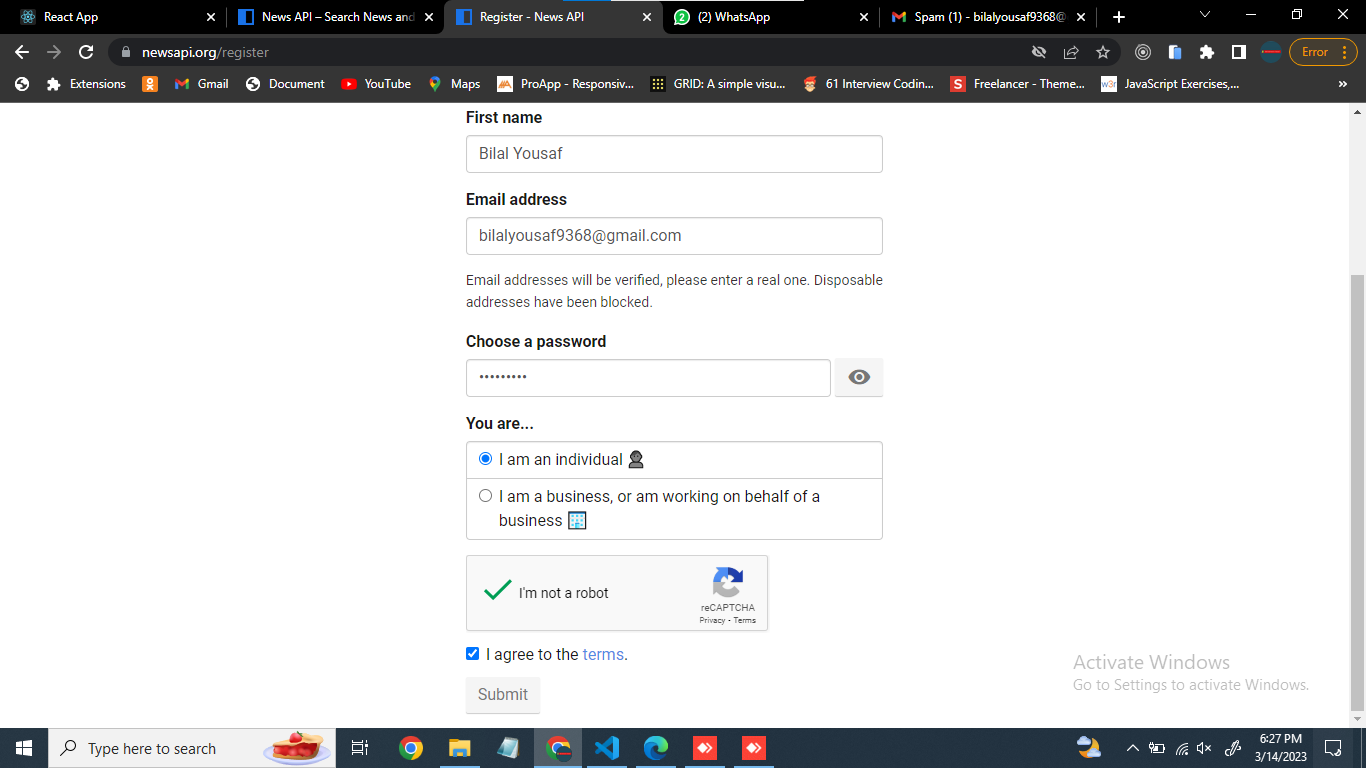 React App
News API – Search News and
Register - News API
(2) WhatsApp
Spam (1) - bilalyousaf9368@
newsapi.org/register
Error
Extensions
Gmail
Document
YouTube
Maps
ProApp - Responsiv...
GRID: A simple visu...
61 Interview Codin...
S
Freelancer - Theme...
w3r
JavaScript Exercises,...
»
First name
Bilal Yousaf
Email address
bilalyousaf9368@gmail.com
Email addresses will be verified, please enter a real one. Disposable
addresses have been blocked.
Choose a password
•••••••••
You are...
I am an individual
I am a business, or am working on behalf of a
business
I'm not a robot
reCAPTCHA
Privacy - Terms
I agree to the terms.
Submit
Activate Windows
Go to Settings to activate Windows.
Type here to search
6:27 PM
3/14/2023